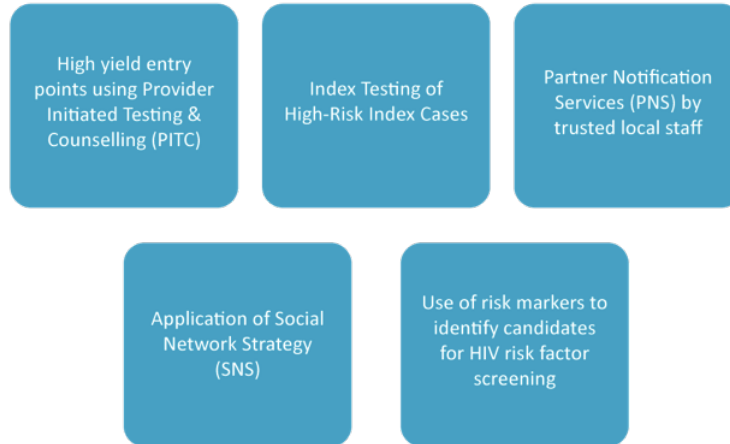 High yield entry
points using Provider
Initiated Testing &
Counselling (PITC)
Index Testing of
High-Risk Index Cases
Partner Notification
Services (PNS) by
trusted local staff
Application of Social
Network Strategy
(SNS)
Use of risk markers to
identify candidates
for HIV risk factor
screening